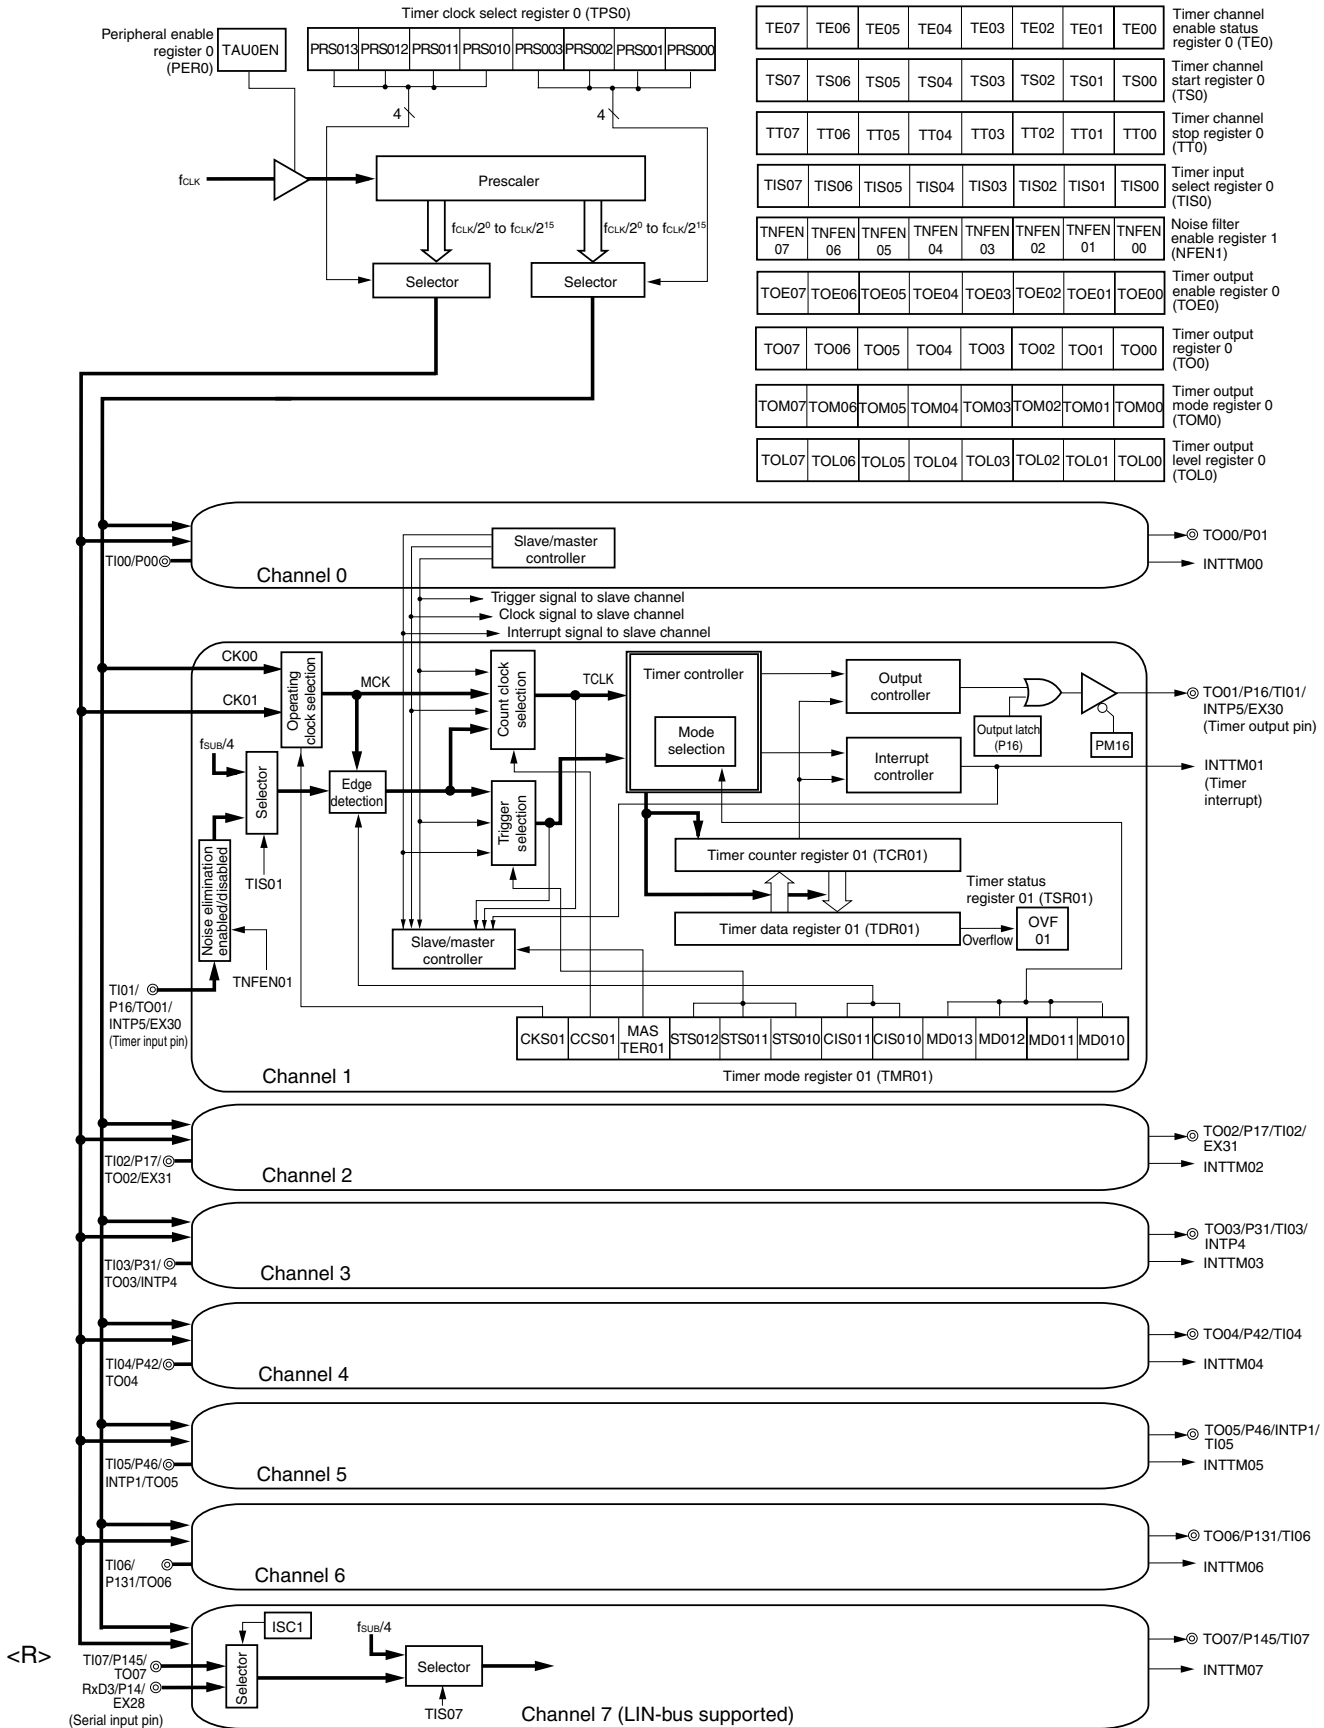 Timer clock select register 0 (TPS0)
Peripheral enable
register 0
(PER0)
TAU0EN
PRS013 PRS012 PRS011 PRS010 PRS003 PRS002 PRS001 PRS000
4
4
fCLK
Prescaler
fCLK/2⁰ to fCLK/2¹⁵
fCLK/2⁰ to fCLK/2¹⁵
Selector
Selector
TE07 TE06 TE05 TE04 TE03 TE02 TE01 TE00
Timer channel
enable status
register 0 (TE0)
TS07 TS06 TS05 TS04 TS03 TS02 TS01 TS00
Timer channel
start register 0
(TS0)
TT07 TT06 TT05 TT04 TT03 TT02 TT01 TT00
Timer channel
stop register 0
(TT0)
TIS07 TIS06 TIS05 TIS04 TIS03 TIS02 TIS01 TIS00
Timer input
select register 0
(TIS0)
TNFEN TNFEN TNFEN TNFEN TNFEN TNFEN TNFEN TNFEN
07 06 05 04 03 02 01 00
Noise filter
enable register 1
(NFEN1)
TOE07 TOE06 TOE05 TOE04 TOE03 TOE02 TOE01 TOE00
Timer output
enable register 0
(TOE0)
TO07 TO06 TO05 TO04 TO03 TO02 TO01 TO00
Timer output
register 0
(TO0)
TOM07 TOM06 TOM05 TOM04 TOM03 TOM02 TOM01 TOM00
Timer output
mode register 0
(TOM0)
TOL07 TOL06 TOL05 TOL04 TOL03 TOL02 TOL01 TOL00
Timer output
level register 0
(TOL0)
TI00/P00
Channel 0
Slave/master
controller
TO00/P01
INTTM00
Trigger signal to slave channel
Clock signal to slave channel
Interrupt signal to slave channel
CK00
CK01
Operating
clock selection
MCK
Count clock
selection
TCLK
Timer controller
Mode
selection
Output
controller
Interrupt
controller
Output latch
(P16)
PM16
TO01/P16/TI01/
INTP5/EX30
(Timer output pin)
INTTM01
(Timer
interrupt)
fSUB/4
Selector
Edge
detection
Trigger
selection
TIS01
Noise elimination
enabled/disabled
TNFEN01
TI01/
P16/TO01/
INTP5/EX30
(Timer input pin)
Slave/master
controller
Timer counter register 01 (TCR01)
Timer data register 01 (TDR01)
Timer status
register 01 (TSR01)
Overflow
OVF
01
CKS01 CCS01 MAS
TER01 STS012 STS011 STS010 CIS011 CIS010 MD013 MD012 MD011 MD010
Timer mode register 01 (TMR01)
Channel 1
TI02/P17/
TO02/EX31
Channel 2
TO02/P17/TI02/
EX31
INTTM02
TI03/P31/
TO03/INTP4
Channel 3
TO03/P31/TI03/
INTP4
INTTM03
TI04/P42/
TO04
Channel 4
TO04/P42/TI04
INTTM04
TI05/P46/
INTP1/TO05
Channel 5
TO05/P46/INTP1/
TI05
INTTM05
TI06/
P131/TO06
Channel 6
TO06/P131/TI06
INTTM06
<R>
TI07/P145/
TO07
RxD3/P14/
EX28
(Serial input pin)
Selector
ISC1
fSUB/4
Selector
TIS07
Channel 7 (LIN-bus supported)
TO07/P145/TI07
INTTM07